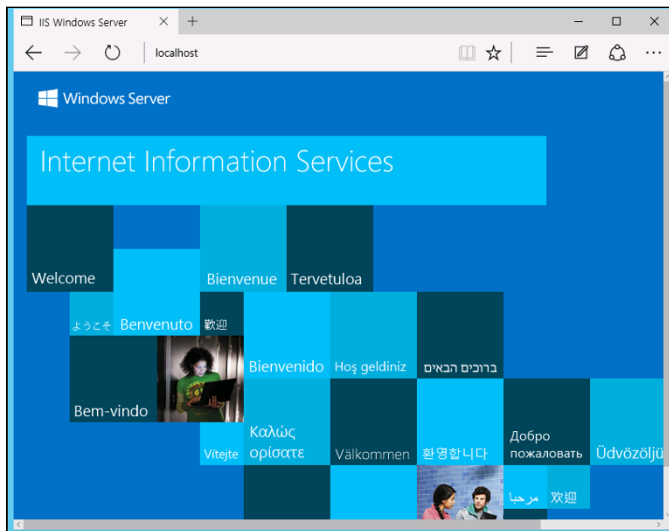 IIS Windows Server
localhost
Windows Server
Internet Information Services
Welcome
Bienvenue
Tervetuloa
ようこそ
Benvenuto
歡迎
Bienvenido
Hoş geldiniz
ברוכים הבאים
Bem-vindo
Vítejte
Καλώς
ορίσατε
Välkommen
환영합니다
Добро
пожаловать
Üdvözöljü
مرحبا
欢迎